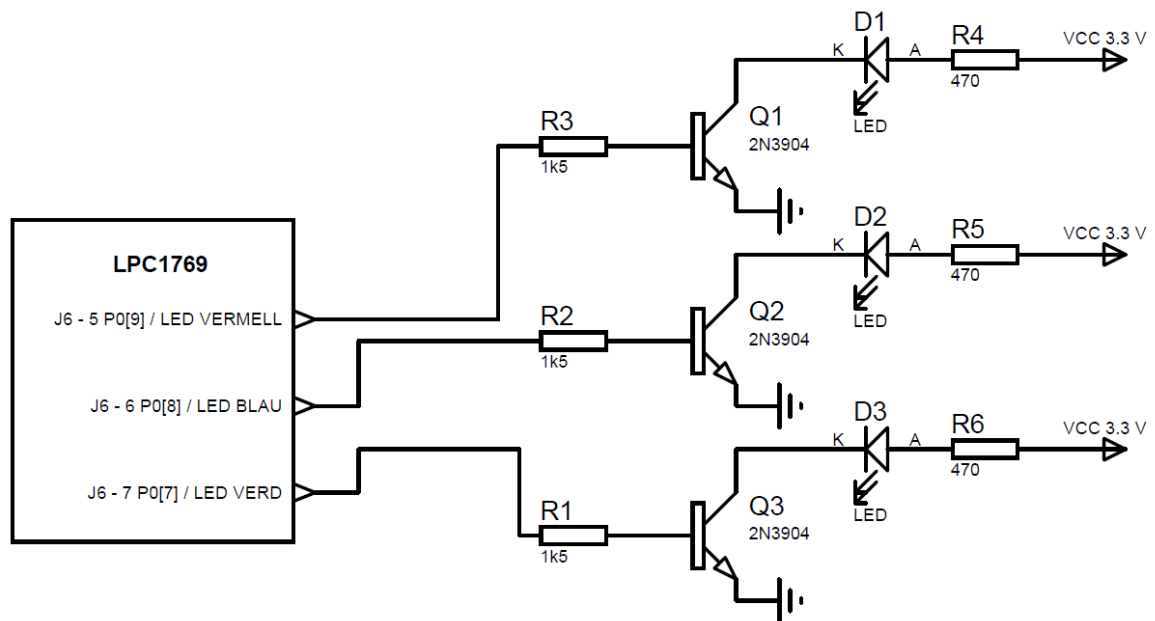 D1
R4
VCC 3.3 V
K
A
470
LED
R3
1k5
Q1
2N3904
LPC1769
J6 - 5 P0[9] / LED VERMELL
J6 - 6 P0[8] / LED BLAU
J6 - 7 P0[7] / LED VERD
D2
R5
VCC 3.3 V
K
A
470
LED
R2
1k5
Q2
2N3904
D3
R6
VCC 3.3 V
K
A
470
LED
R1
1k5
Q3
2N3904